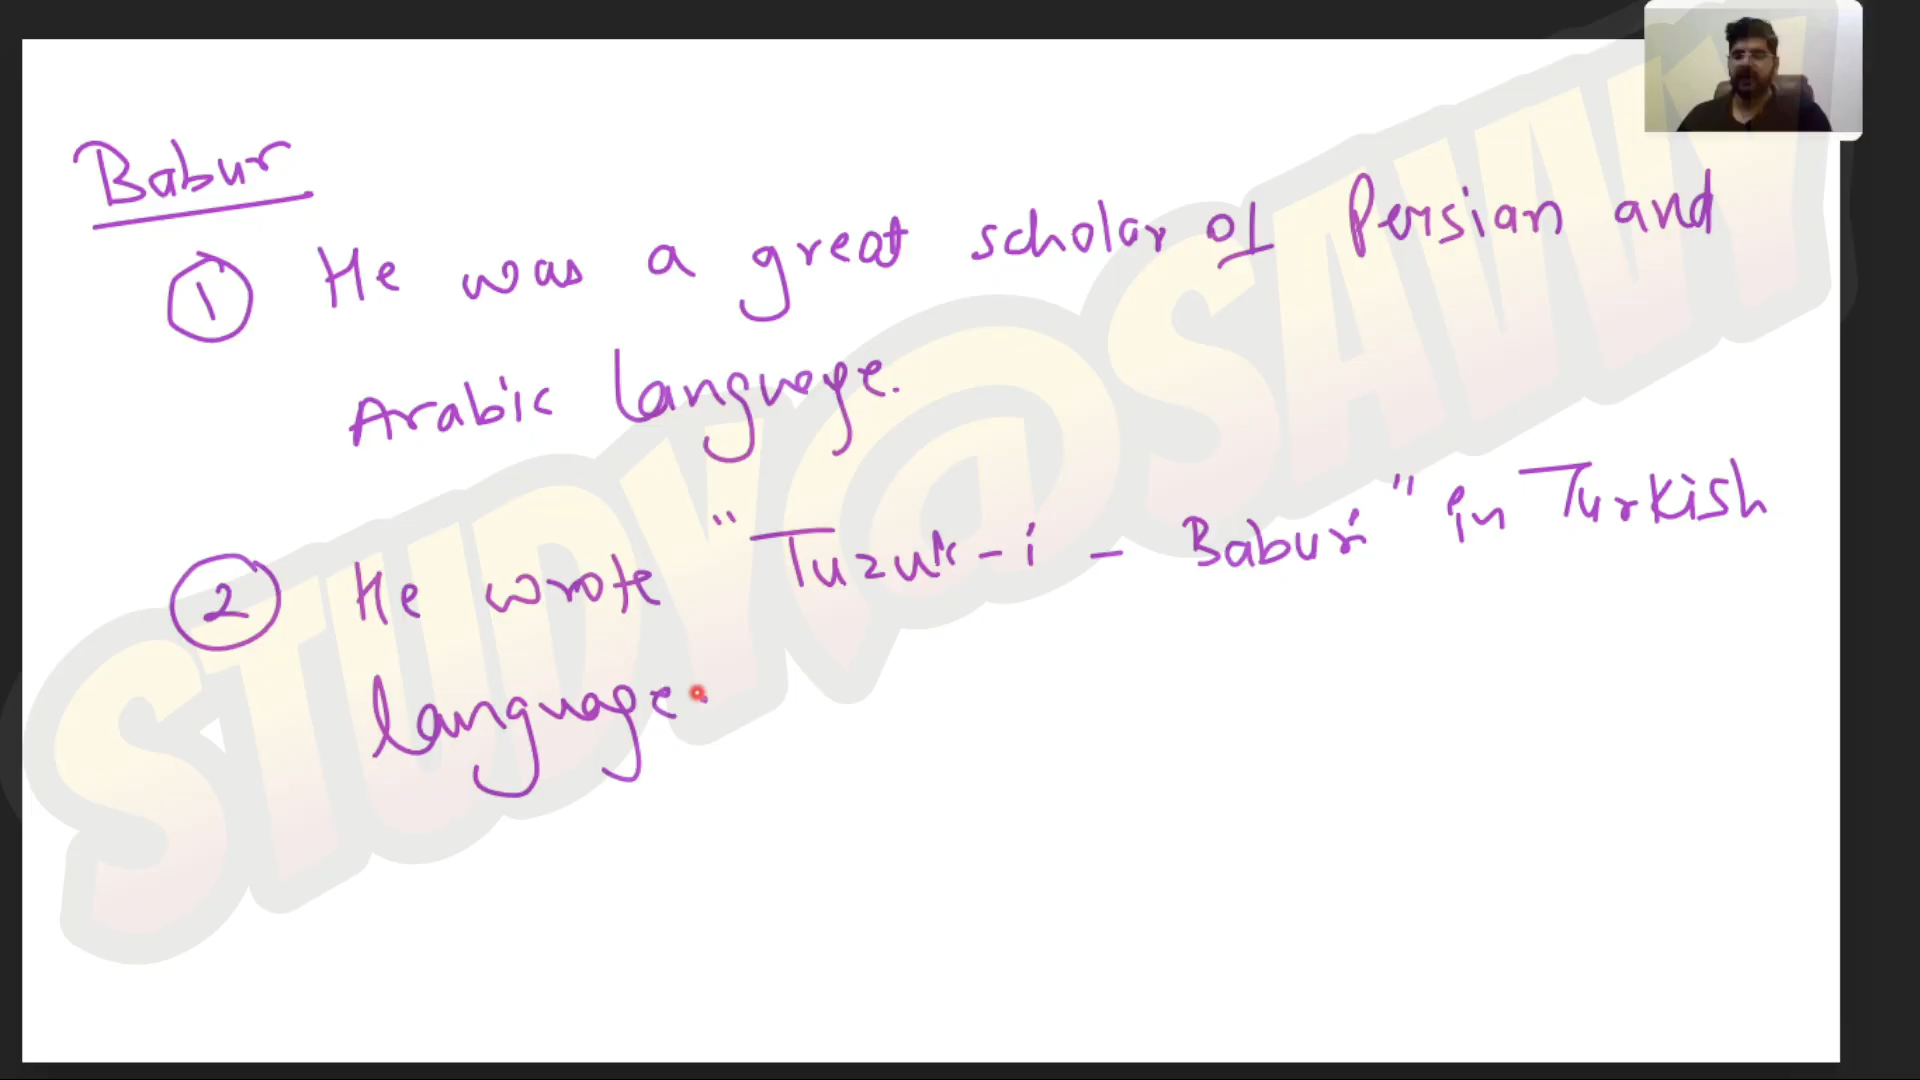 Babur
① He was a great scholar of Persian and
Arabic language.
② He wrote "Tuzuk-i-Baburi" in Turkish
language.
STUDY@SAVVY